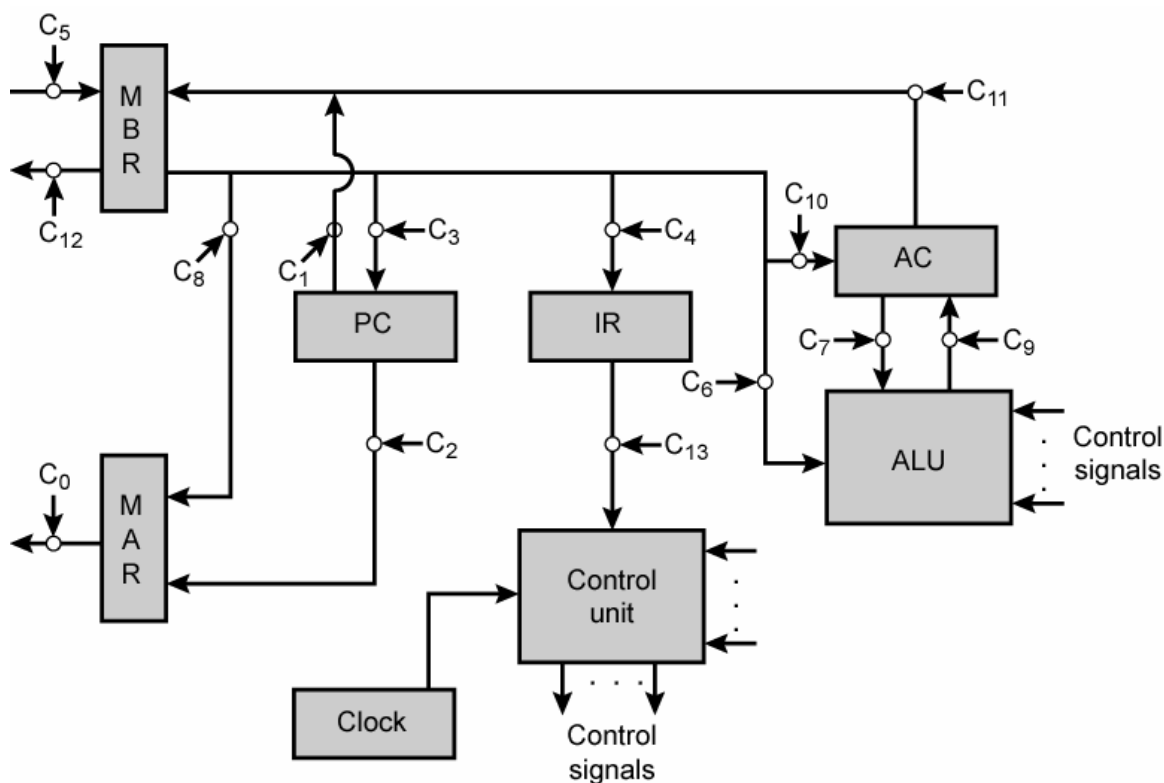 C5
M
B
R
C11
C12
C8
C1
C3
C4
C10
AC
PC
IR
C7
C9
C6
C0
M
A
R
C2
C13
ALU
Control
signals
Control
unit
Clock
Control
signals